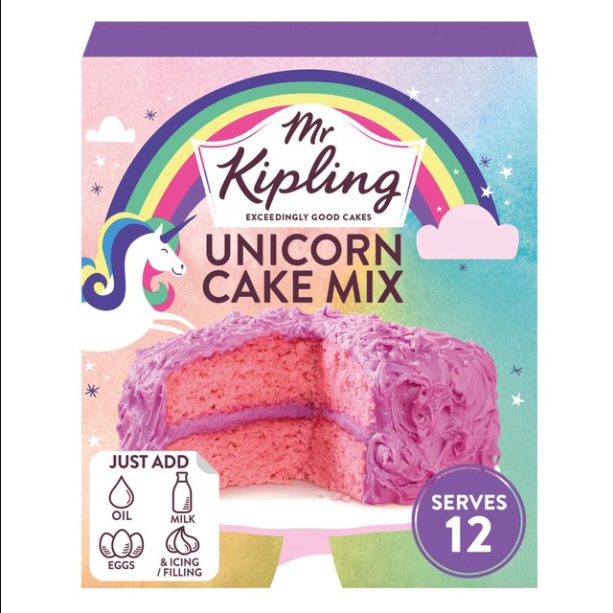 Mr
Kipling
EXCEEDINGLY GOOD CAKES
UNICORN
CAKE MIX
JUST ADD
OIL
MILK
EGGS
& ICING
/ FILLING
SERVES
12